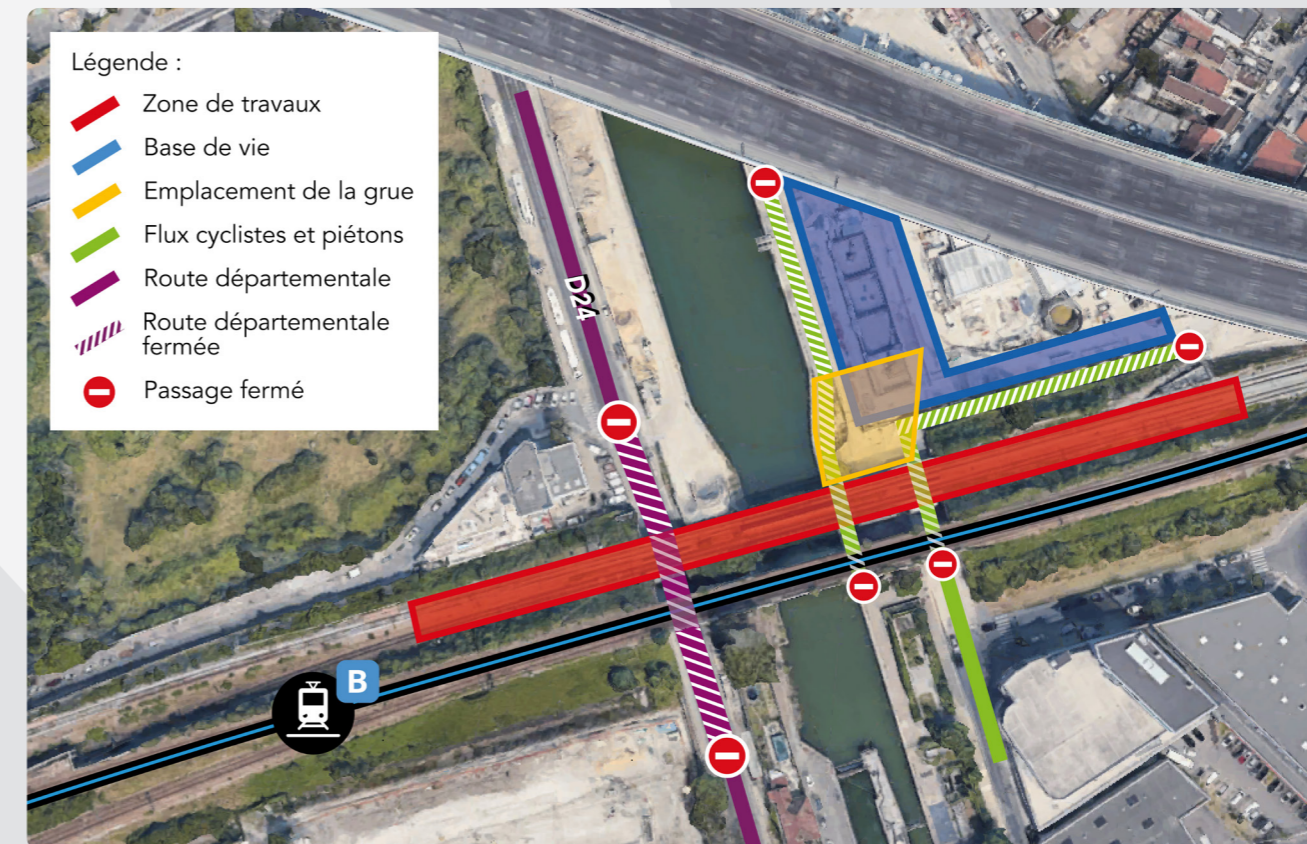 Légende :
Zone de travaux
Base de vie
Emplacement de la grue
Flux cyclistes et piétons
Route départementale
Route départementale
fermée
Passage fermé
D24
B